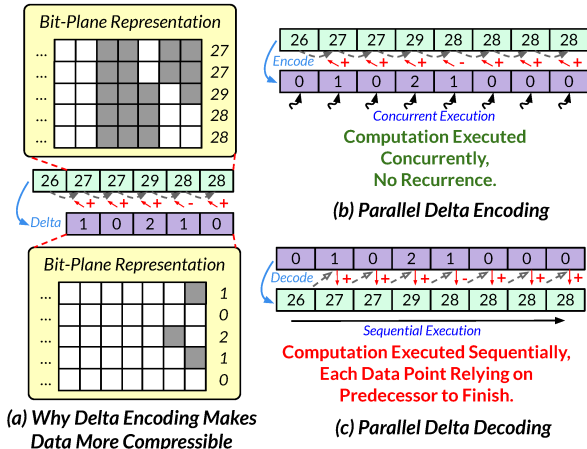 Bit-Plane Representation
... 27
... 27
... 29
... 28
... 28
26 27 27 29 28 28
+ + + - +
Delta 1 0 2 1 0
Bit-Plane Representation
... 1
... 0
... 2
... 1
... 0
(a) Why Delta Encoding Makes
Data More Compressible
26 27 27 29 28 28 28 28
Encode + + + - + + +
0 1 0 2 1 0 0 0
Concurrent Execution
Computation Executed
Concurrently,
No Recurrence.
(b) Parallel Delta Encoding
0 1 0 2 1 0 0 0
Decode + + + - + + +
26 27 27 29 28 28 28 28
Sequential Execution
Computation Executed Sequentially,
Each Data Point Relying on
Predecessor to Finish.
(c) Parallel Delta Decoding